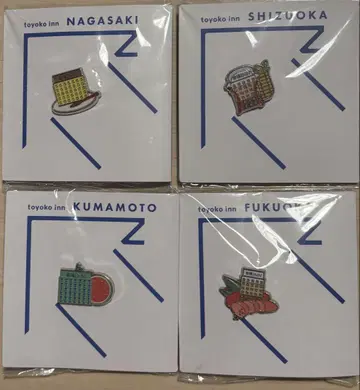 toyoko inn NAGASAKI
toyoko inn SHIZUOKA
toyoko inn KUMAMOTO
toyoko inn FUKUOKA